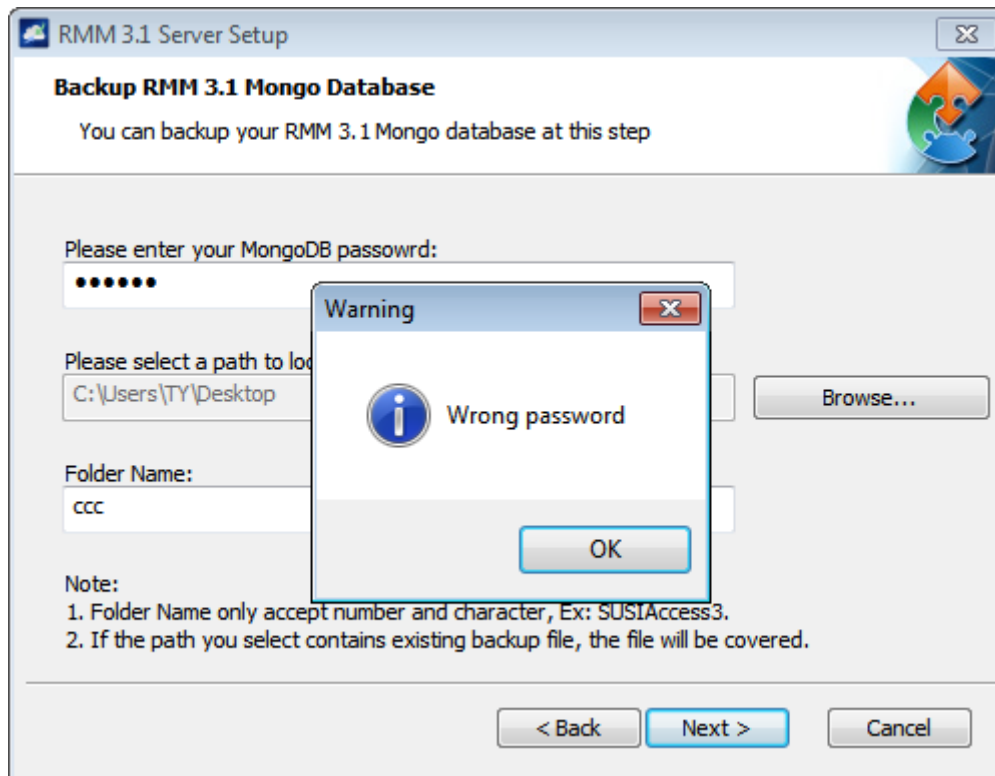 RMM 3.1 Server Setup
Backup RMM 3.1 Mongo Database
You can backup your RMM 3.1 Mongo database at this step
Please enter your MongoDB passowrd:
••••••
Warning
Please select a path to loc
C:\Users\TY\Desktop
Browse...
Wrong password
Folder Name:
ccc
OK
Note:
1. Folder Name only accept number and character, Ex: SUSIAccess3.
2. If the path you select contains existing backup file, the file will be covered.
< Back
Next >
Cancel